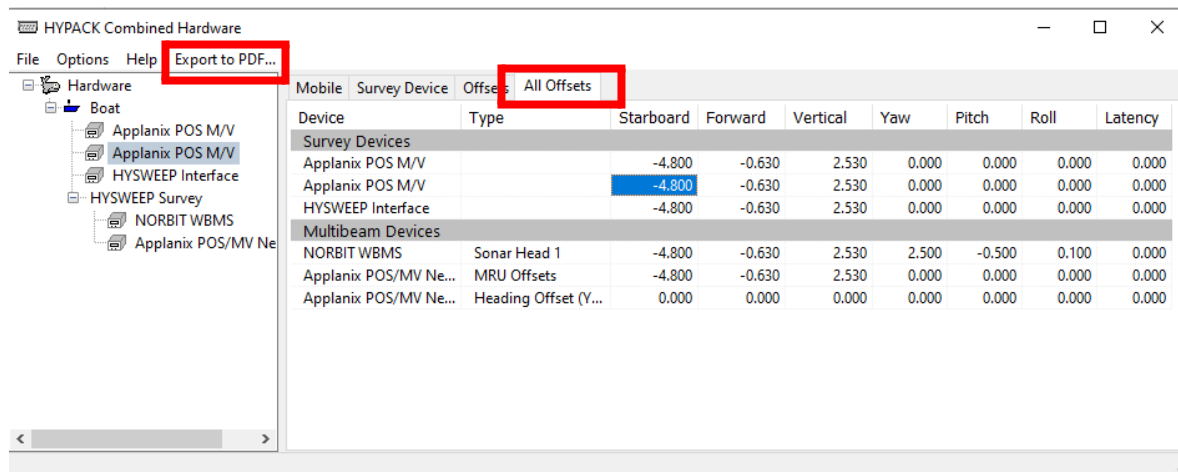 HYPACK Combined Hardware
File Options Help Export to PDF...
Hardware
Boat
Applanix POS M/V
Applanix POS M/V
HYSWEEP Interface
HYSWEEP Survey
NORBIT WBMS
Applanix POS/MV Ne
Mobile Survey Device Offsets All Offsets
Device Type Starboard Forward Vertical Yaw Pitch Roll Latency
Survey Devices
Applanix POS M/V -4.800 -0.630 2.530 0.000 0.000 0.000 0.000
Applanix POS M/V -4.800 -0.630 2.530 0.000 0.000 0.000 0.000
HYSWEEP Interface -4.800 -0.630 2.530 0.000 0.000 0.000 0.000
Multibeam Devices
NORBIT WBMS Sonar Head 1 -4.800 -0.630 2.530 2.500 -0.500 0.100 0.000
Applanix POS/MV Ne... MRU Offsets -4.800 -0.630 2.530 0.000 0.000 0.000 0.000
Applanix POS/MV Ne... Heading Offset (Y... 0.000 0.000 0.000 0.000 0.000 0.000 0.000